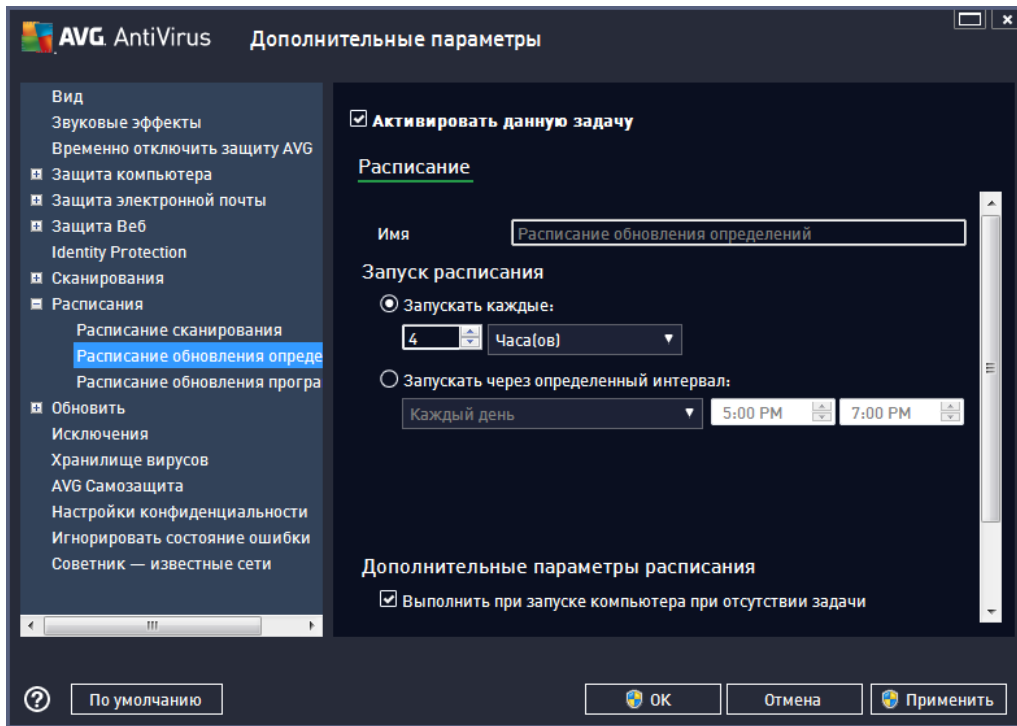 AVG AntiVirus Дополнительные параметры
Вид
Звуковые эффекты
Временно отключить защиту AVG
Защита компьютера
Защита электронной почты
Защита Веб
Identity Protection
Сканирования
Расписания
Расписание сканирования
Расписание обновления опреде
Расписание обновления програ
Обновить
Исключения
Хранилище вирусов
AVG Самозащита
Настройки конфиденциальности
Игнорировать состояние ошибки
Советник — известные сети
Активировать данную задачу
Расписание
Имя Расписание обновления определений
Запуск расписания
Запускать каждые:
4 Часа(ов)
Запускать через определенный интервал:
Каждый день 5:00 PM 7:00 PM
Дополнительные параметры расписания
Выполнить при запуске компьютера при отсутствии задачи
? По умолчанию OK Отмена Применить